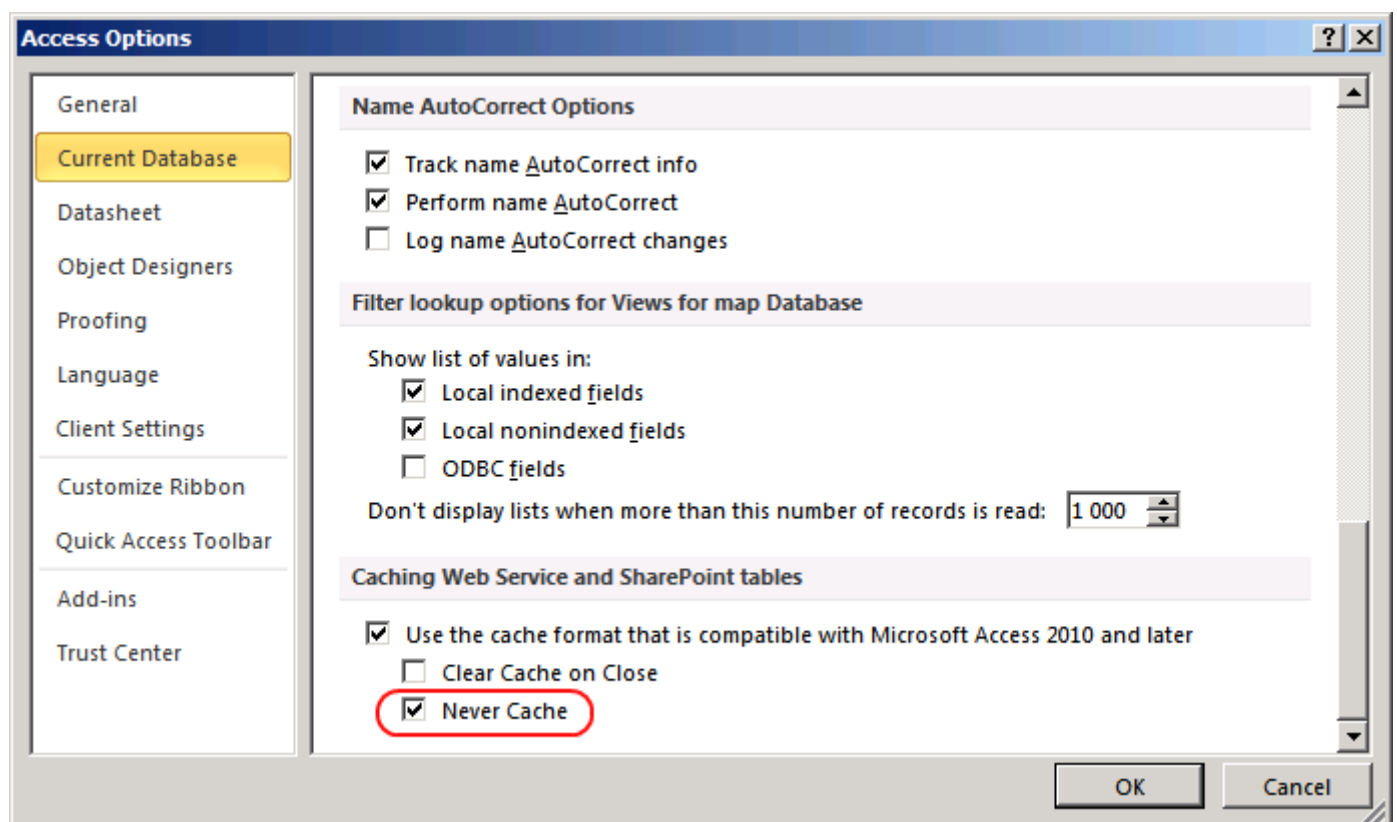 Access Options
General
Current Database
Datasheet
Object Designers
Proofing
Language
Client Settings
Customize Ribbon
Quick Access Toolbar
Add-ins
Trust Center
Name AutoCorrect Options
Track name AutoCorrect info
Perform name AutoCorrect
Log name AutoCorrect changes
Filter lookup options for Views for map Database
Show list of values in:
Local indexed fields
Local nonindexed fields
ODBC fields
Don't display lists when more than this number of records is read: 1 000
Caching Web Service and SharePoint tables
Use the cache format that is compatible with Microsoft Access 2010 and later
Clear Cache on Close
Never Cache
OK Cancel